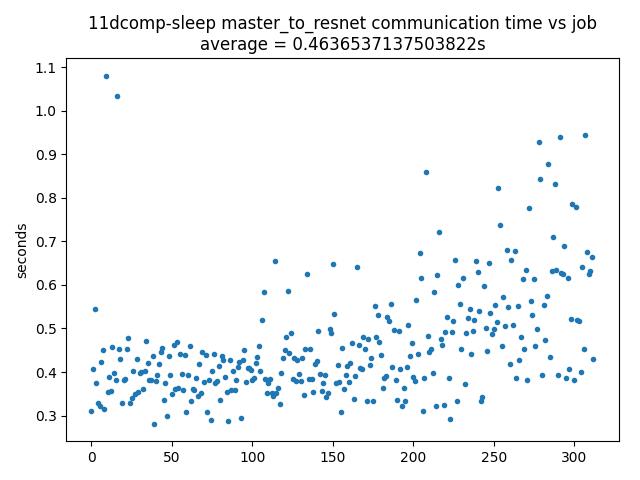 11dcomp-sleep master_to_resnet communication time vs job
average = 0.4636537137503822s
1.1
1.0
0.9
0.8
0.7
0.6
0.5
0.4
0.3
seconds
0 50 100 150 200 250 300